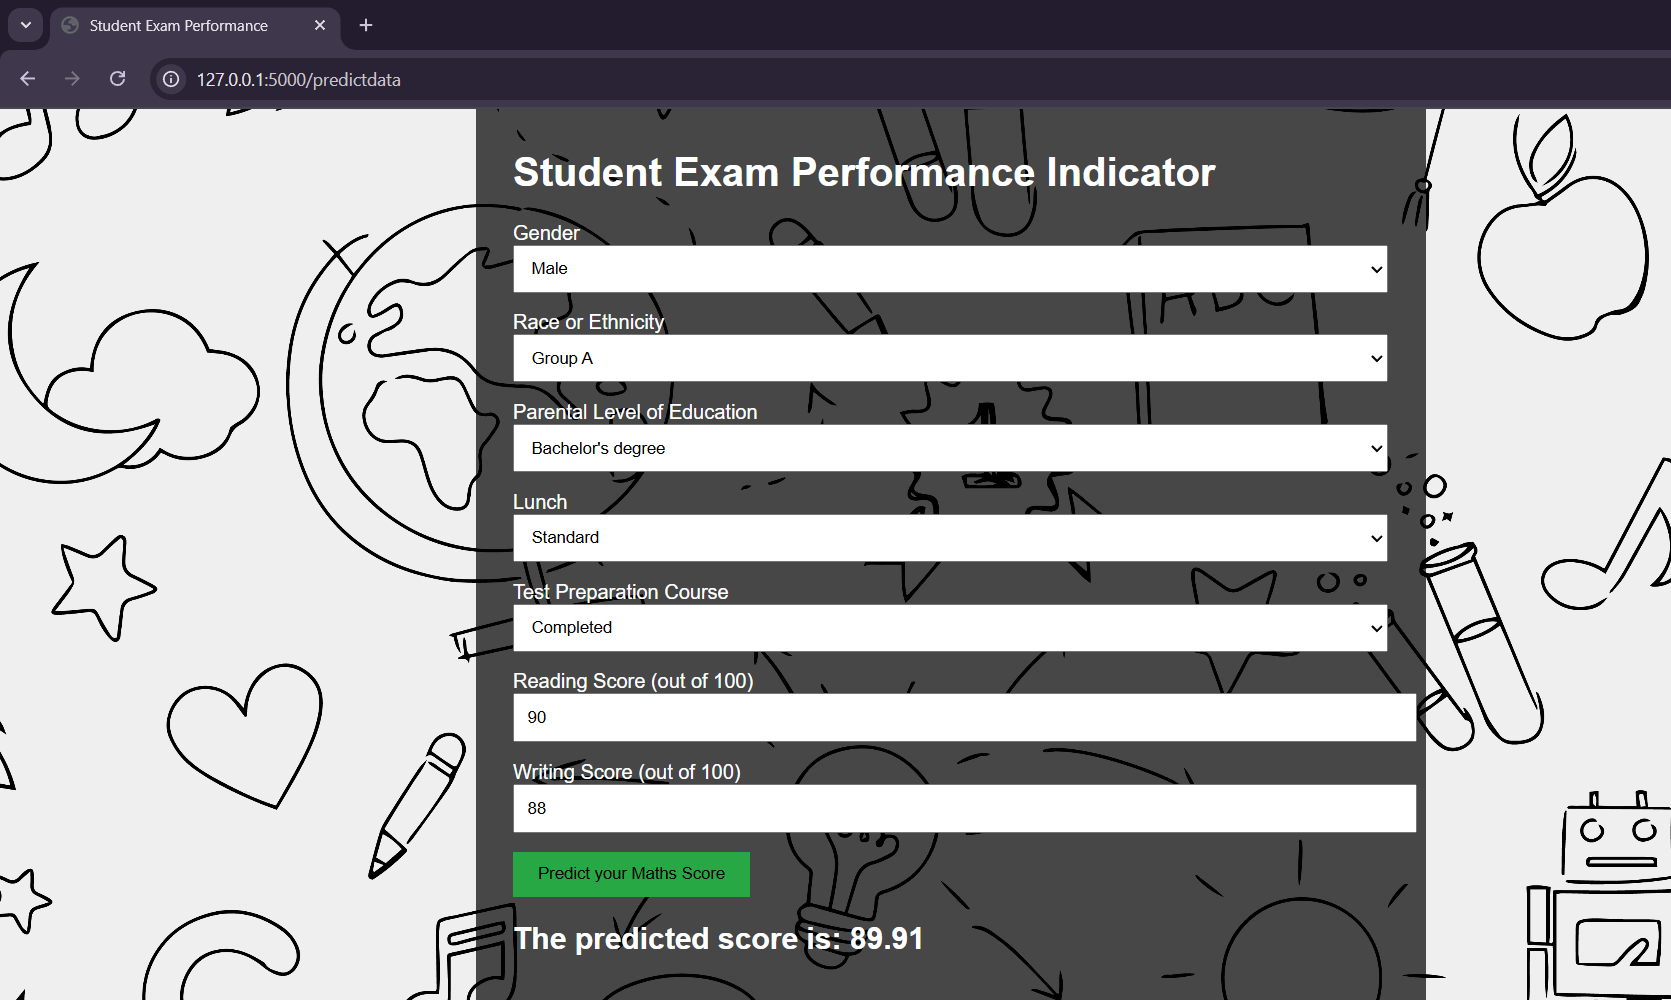 Student Exam Performance
127.0.0.1:5000/predictdata
Student Exam Performance Indicator
Gender
Male
Race or Ethnicity
Group A
Parental Level of Education
Bachelor's degree
Lunch
Standard
Test Preparation Course
Completed
Reading Score (out of 100)
90
Writing Score (out of 100)
88
Predict your Maths Score
The predicted score is: 89.91